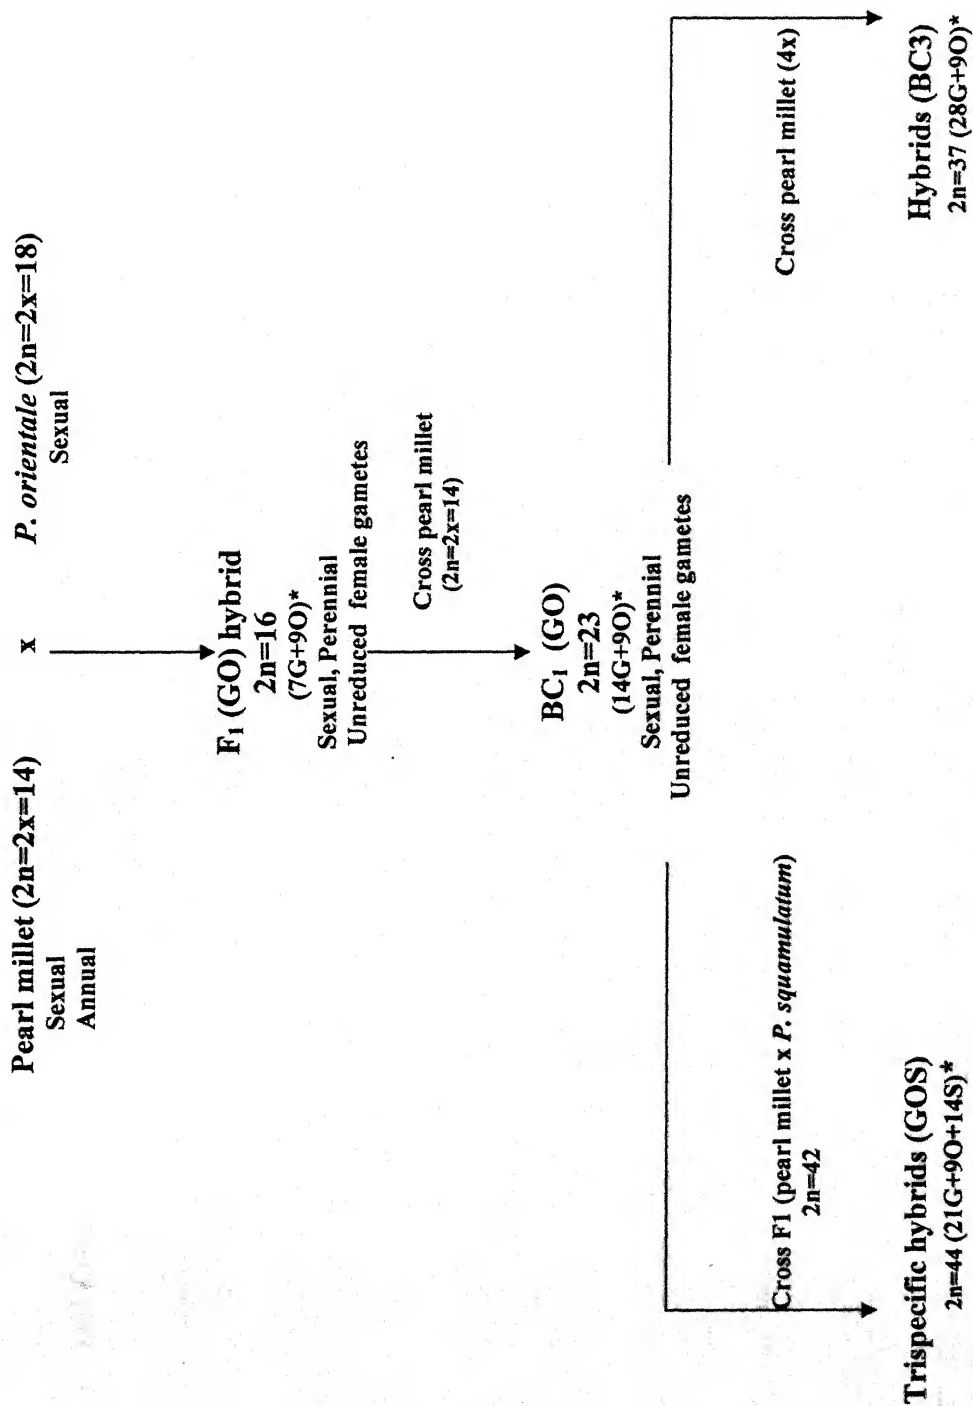 Pearl millet (2n=2x=14)
Sexual
Annual
x
P. orientale (2n=2x=18)
Sexual
F1 (GO) hybrid
2n=16
(7G+9O)*
Sexual, Perennial
Unreduced female gametes
Cross pearl millet
(2n=2x=14)
BC1 (GO)
2n=23
(14G+9O)*
Sexual, Perennial
Unreduced female gametes
Cross F1 (pearl millet x P. squamulatum)
2n=42
Cross pearl millet (4x)
Trispecific hybrids (GOS)
2n=44 (21G+9O+14S)*
Hybrids (BC3)
2n=37 (28G+9O)*